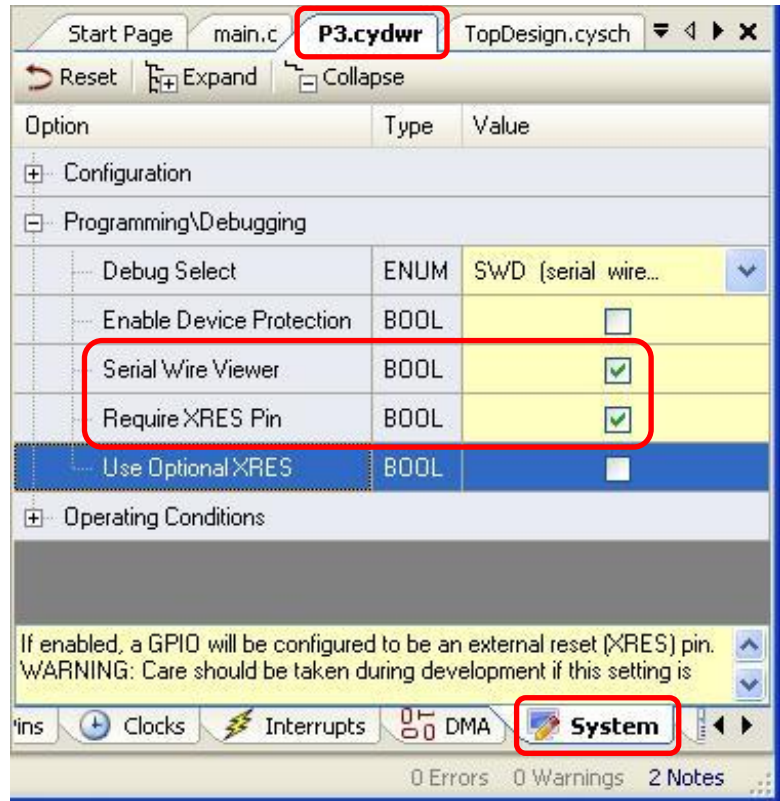 Start Page main.c P3.cydwr TopDesign.cysch
Reset Expand Collapse
Option Type Value
Configuration
Programming\Debugging
Debug Select ENUM SWD (serial wire...
Enable Device Protection BOOL
Serial Wire Viewer BOOL
Require XRES Pin BOOL
Use Optional XRES BOOL
Operating Conditions
If enabled, a GPIO will be configured to be an external reset (XRES) pin.
WARNING: Care should be taken during development if this setting is
ins Clocks Interrupts DMA System
0 Errors 0 Warnings 2 Notes